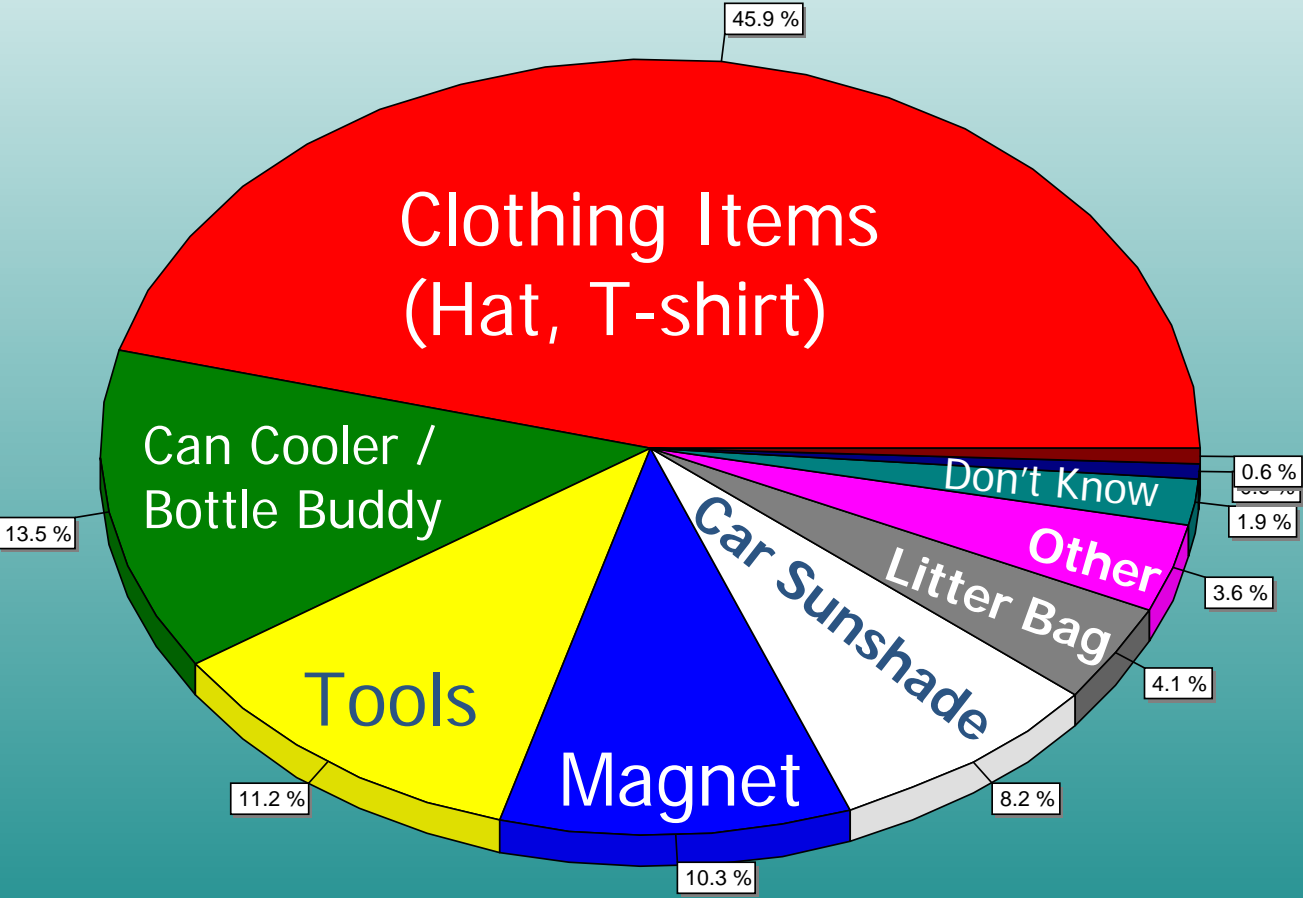 45.9 %
Clothing Items
(Hat, T-shirt)
Can Cooler /
Bottle Buddy
13.5 %
Tools
11.2 %
Magnet
10.3 %
Car Sunshade
8.2 %
Litter Bag
4.1 %
Other
3.6 %
Don't Know
1.9 %
0.6 %